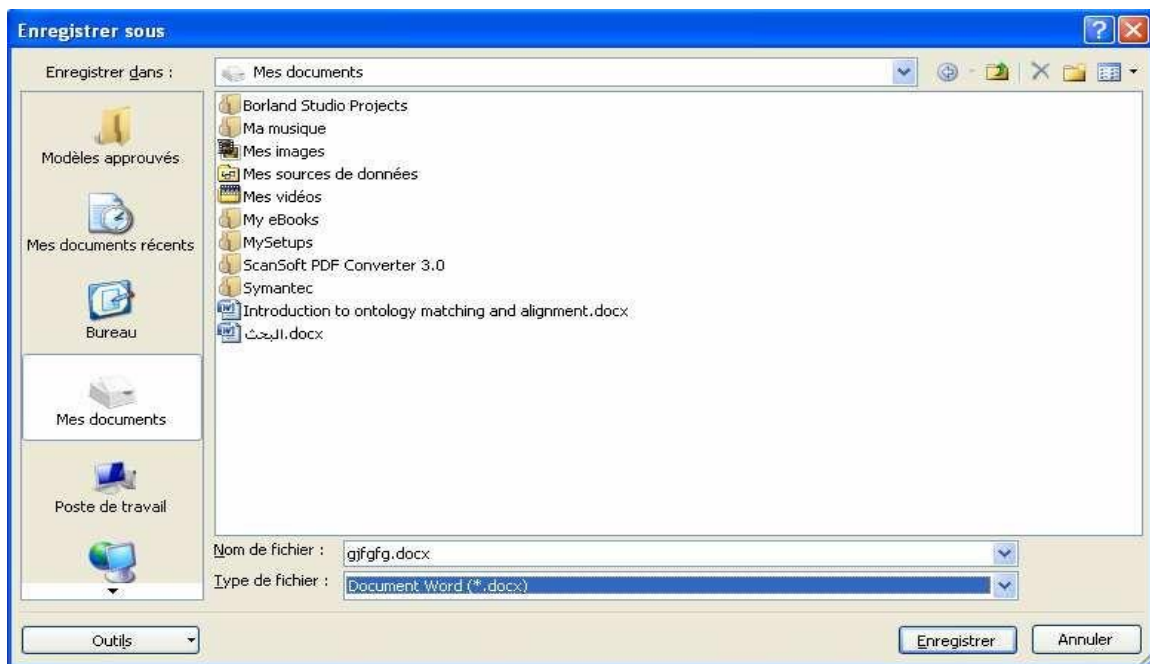 Enregistrer sous
Enregistrer dans :
Mes documents
Modèles approuvés
Mes documents récents
Bureau
Mes documents
Poste de travail
Borland Studio Projects
Ma musique
Mes images
Mes sources de données
Mes vidéos
My eBooks
MySetups
ScanSoft PDF Converter 3.0
Symantec
Introduction to ontology matching and alignment.docx
البحث.docx
Nom de fichier :
gjfgfg.docx
Type de fichier :
Document Word (*.docx)
Outils
Enregistrer
Annuler